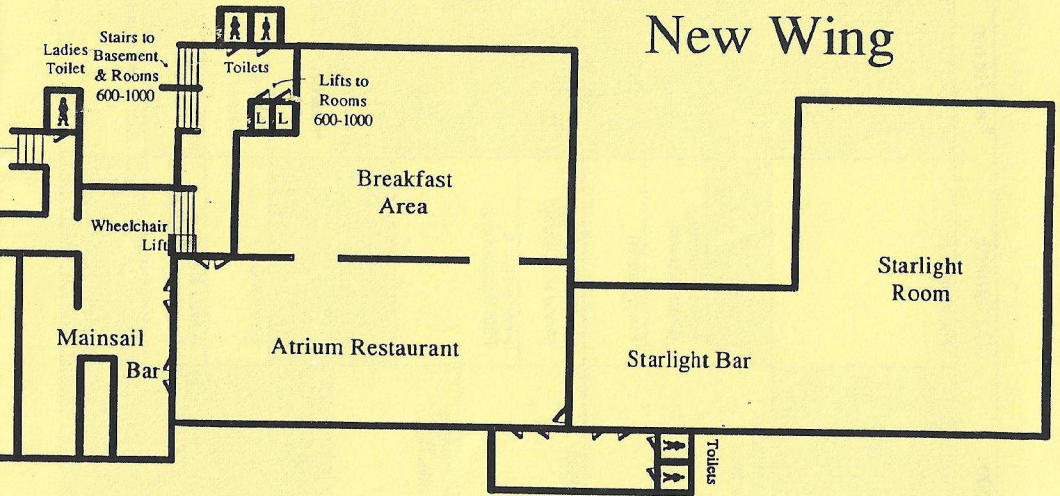 New Wing
Ladies
Toilet
Stairs to
Basement
& Rooms
600-1000
Toilets
Lifts to
Rooms
600-1000
L L
Breakfast
Area
Wheelchair
Lift
Starlight
Room
Mainsail
Bar
Atrium Restaurant
Starlight Bar
Toilets